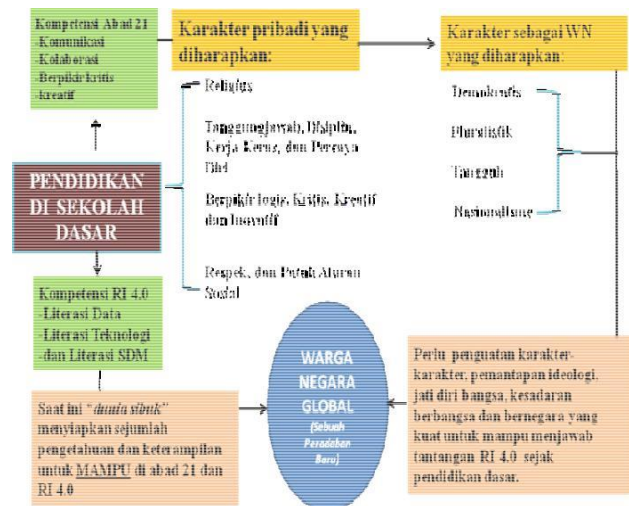 Kompetensi Abad 21
-Komunikasi
-Kolaborasi
-Berpikir kritis
-kreatif
Karakter pribadi yang
diharapkan:
Karakter sebagai WN
yang diharapkan:
PENDIDIKAN
DI SEKOLAH
DASAR
Religius
Tanggungjawab, Disiplin,
Kerja Keras, dan Percaya
Diri
Berpikir logis, Kritis, Kreatif
dan Inovatif
Respek, dan Patuh Aturan
Sosial
Demokratis
Pluralistik
Tangguh
Nasionalisme
Kompetensi RI 4.0
-Literasi Data
-Literasi Teknologi
-dan Literasi SDM
Saat ini "dunia sibuk"
menyiapkan sejumlah
pengetahuan dan keterampilan
untuk MAMPU di abad 21 dan
RI 4.0
WARGA
NEGARA
GLOBAL
(Sebuah
Peradaban
Baru)
Perlu penguatan karakter-
karakter, pemantapan ideologi,
jati diri bangsa, kesadaran
berbangsa dan bernegara yang
kuat untuk mampu menjawab
tantangan RI 4.0 sejak
pendidikan dasar.